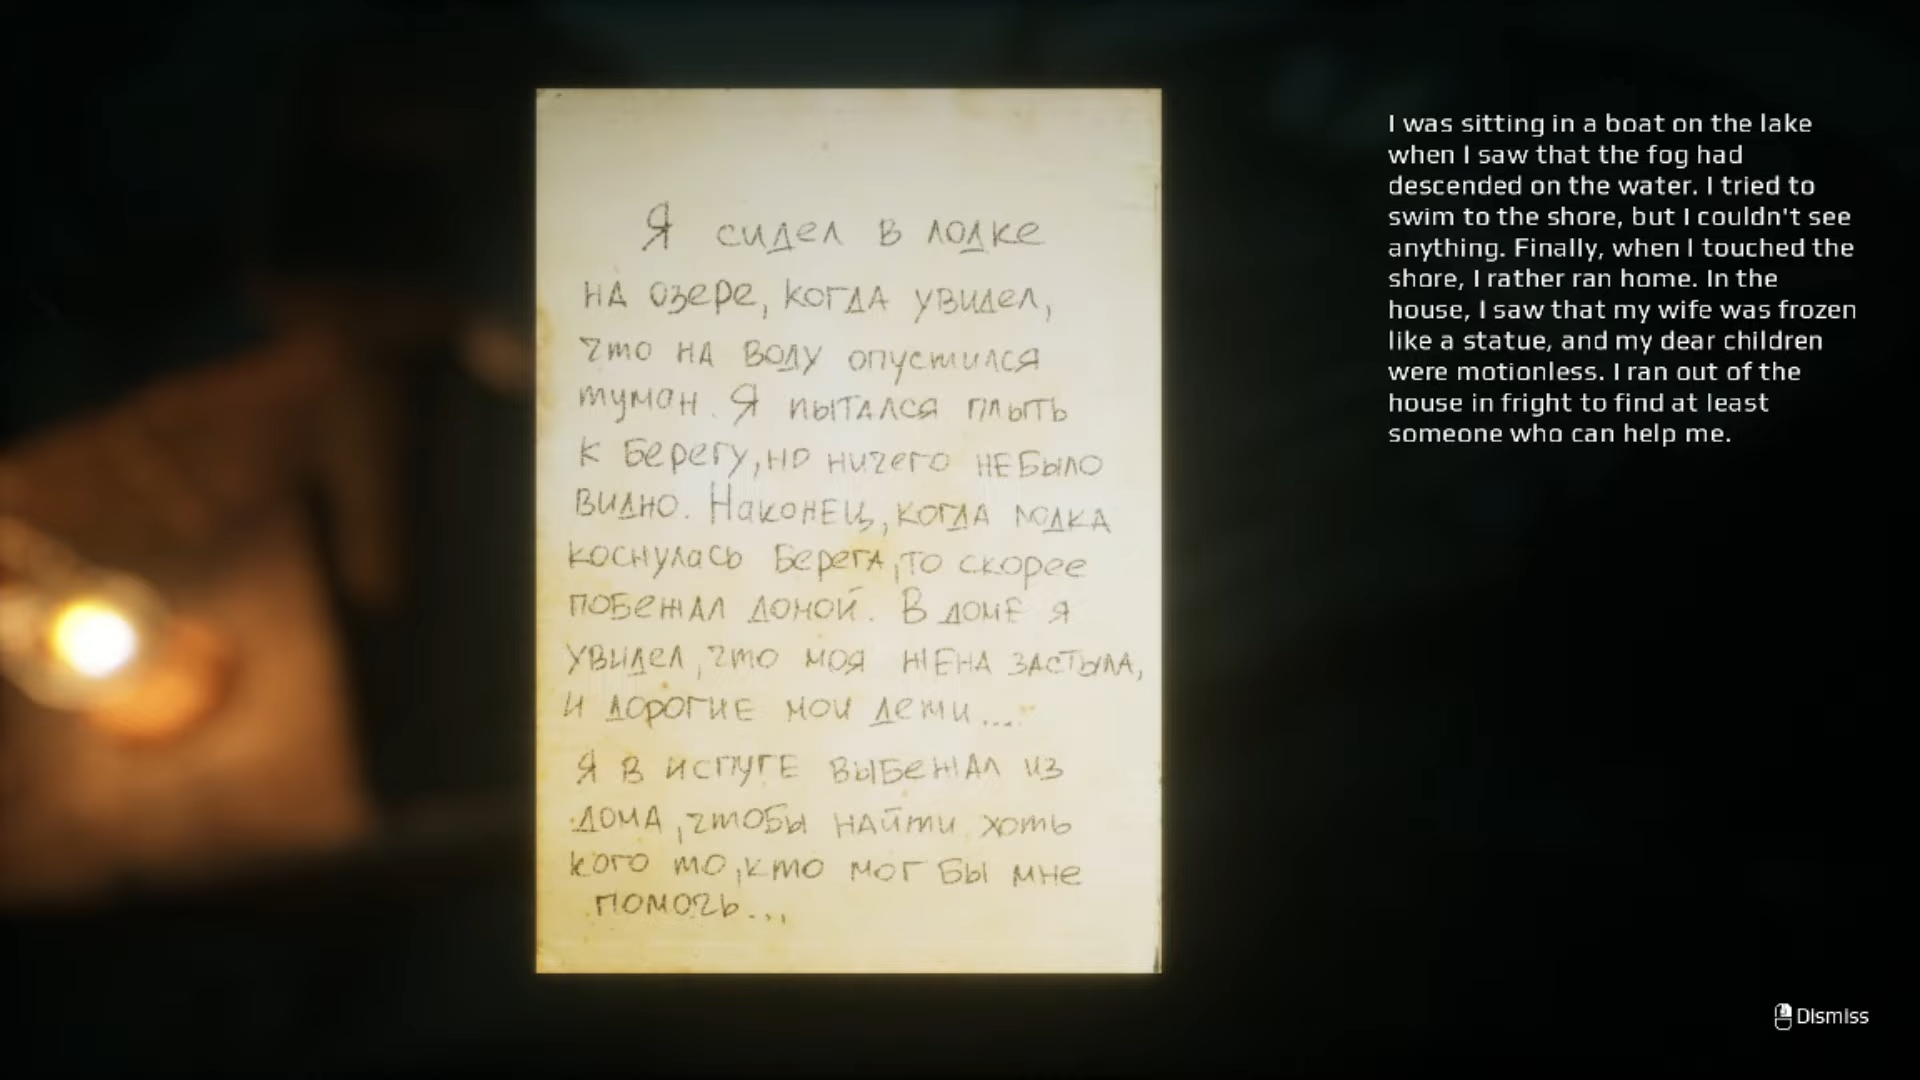 Я сидел в лодке
на озере, когда увидел,
что на воду опустился
туман. Я пытался плыть
к берегу, но ничего не было
видно. Наконец, когда лодка
коснулась берега, то скорее
побежал домой. В доме я
увидел, что моя жена застыла,
и дорогие мои дети....
Я в испуге выбежал из
дома, чтобы найти хоть
кого то, кто мог бы мне
помочь...
I was sitting in a boat on the lake
when I saw that the fog had
descended on the water. I tried to
swim to the shore, but I couldn't see
anything. Finally, when I touched the
shore, I rather ran home. In the
house, I saw that my wife was frozen
like a statue, and my dear children
were motionless. I ran out of the
house in fright to find at least
someone who can help me.
Dismiss